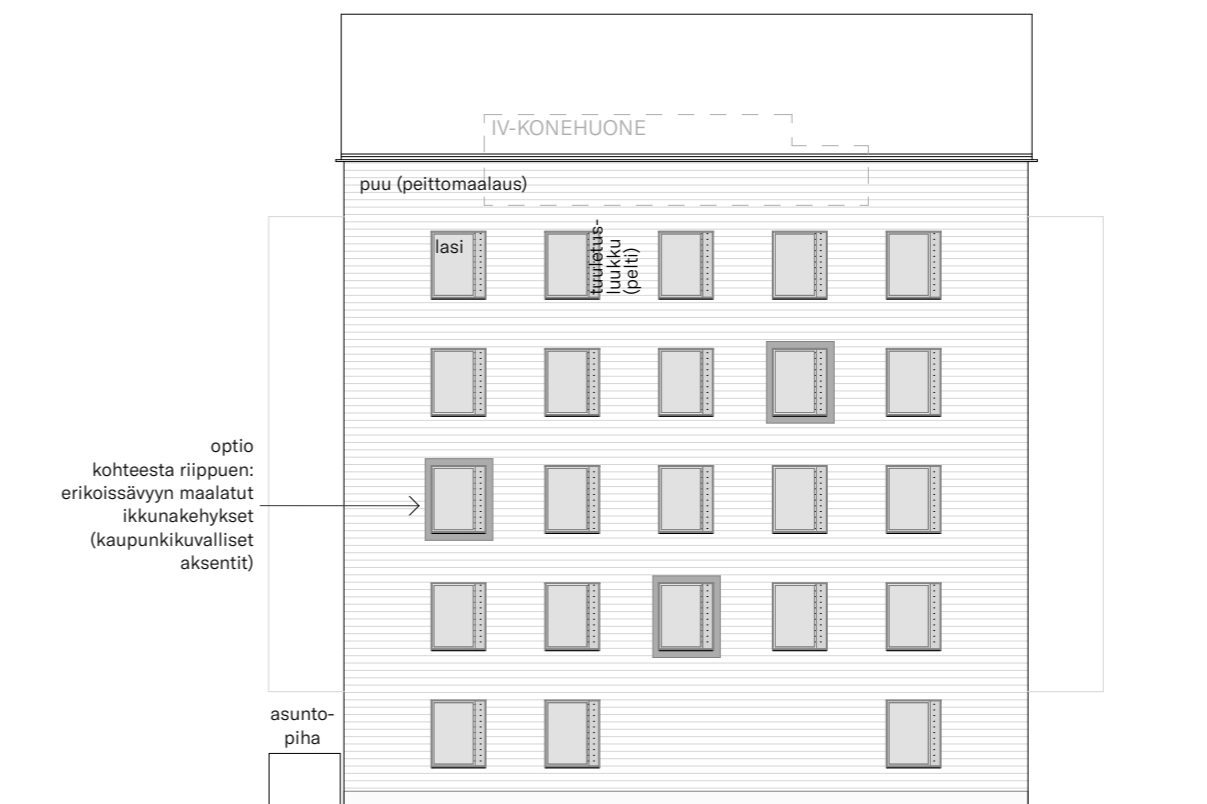 IV-KONEHUONE
puu (peittomaalaus)
lasi
tuuletus-
luukku
(pelti)
optio
kohteesta riippuen:
erikoissävyyn maalatut
ikkunakehykset
(kaupunkikuvalliset
aksentit)
asunto-
piha